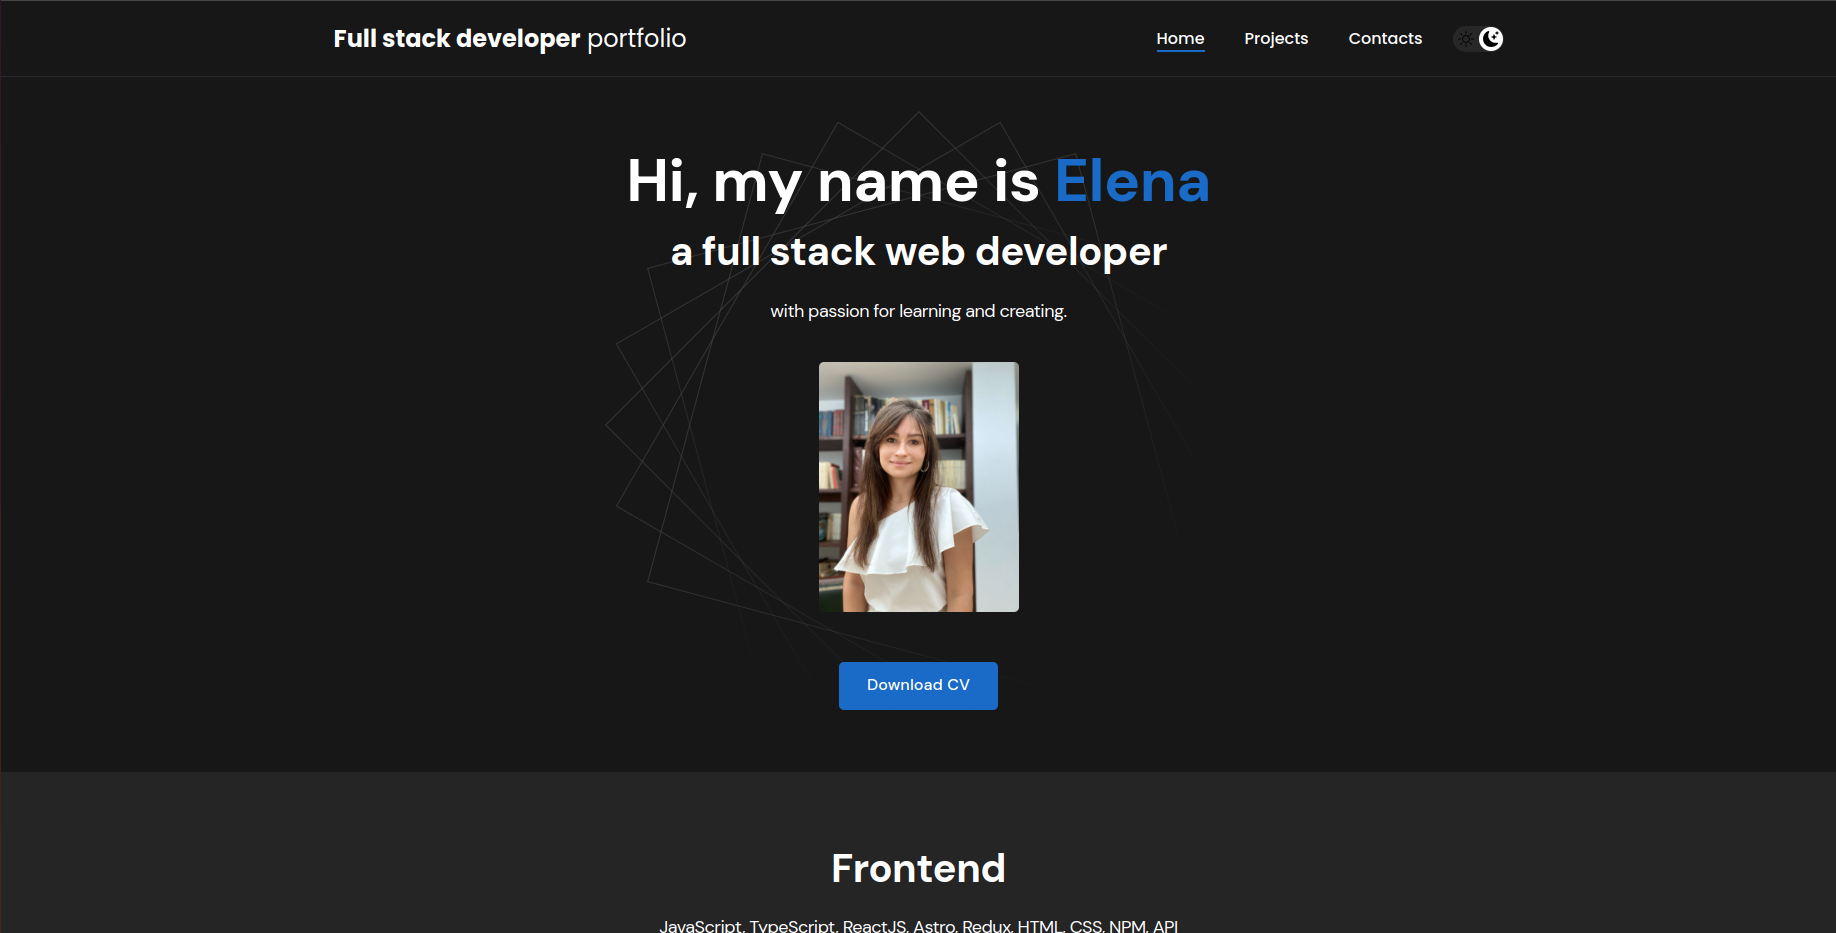 Full stack developer portfolio
Home Projects Contacts
Hi, my name is Elena
a full stack web developer
with passion for learning and creating.
Download CV
Frontend
JavaScript, TypeScript, ReactJS, Astro, Redux, HTML, CSS, NPM, API